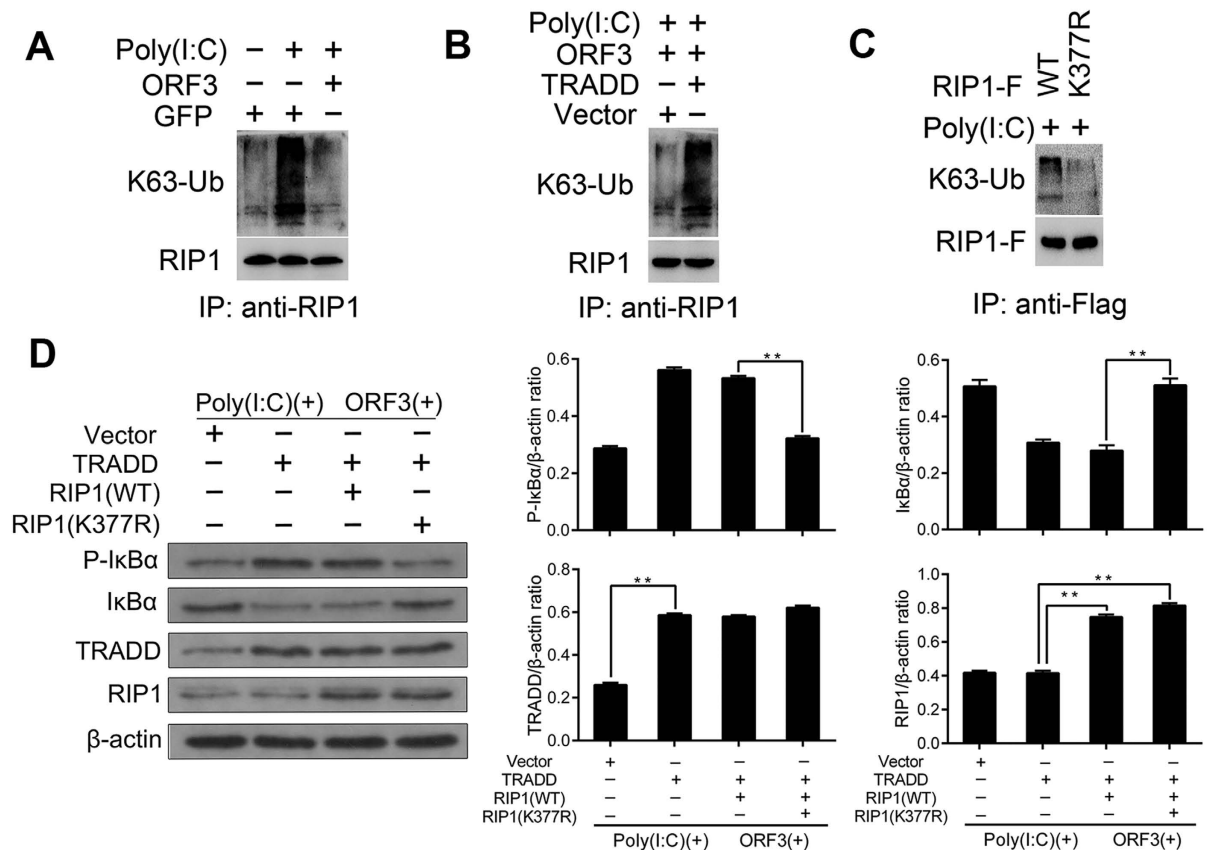 A
Poly(I:C) − + +
ORF3 − − +
GFP + + −
K63-Ub
RIP1
IP: anti-RIP1
B
Poly(I:C) + +
ORF3 + +
TRADD − +
Vector + −
K63-Ub
RIP1
IP: anti-RIP1
C
RIP1-F WT K377R
Poly(I:C) + +
K63-Ub
RIP1-F
IP: anti-Flag
D
Poly(I:C)(+) ORF3(+)
Vector + − − −
TRADD − + + +
RIP1(WT) − − + −
RIP1(K377R) − − − +
P-IκBα
IκBα
TRADD
RIP1
β-actin
P-IκBα/β-actin ratio
0.6
0.4
0.2
0.0
**
IκBα/β-actin ratio
0.6
0.4
0.2
0.0
**
TRADD/β-actin ratio
0.6
0.4
0.2
0.0
**
RIP1/β-actin ratio
1.0
0.8
0.6
0.4
0.2
0.0
**
**
Vector + − − −
TRADD − + + +
RIP1(WT) − − + +
RIP1(K377R) − − − +
Poly(I:C)(+) ORF3(+)
Vector + − − −
TRADD − + + +
RIP1(WT) − − + +
RIP1(K377R) − − − +
Poly(I:C)(+) ORF3(+)